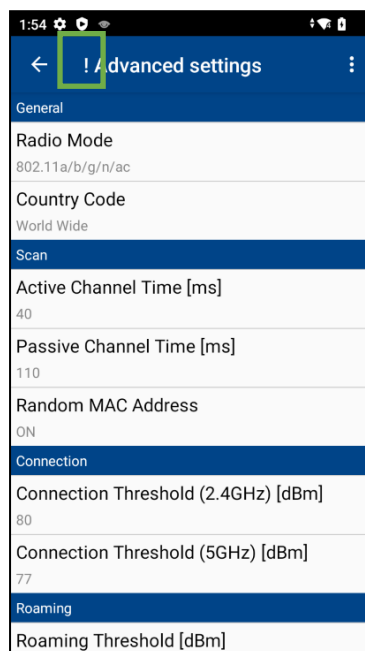 1:54
! Advanced settings
General
Radio Mode
802.11a/b/g/n/ac
Country Code
World Wide
Scan
Active Channel Time [ms]
40
Passive Channel Time [ms]
110
Random MAC Address
ON
Connection
Connection Threshold (2.4GHz) [dBm]
80
Connection Threshold (5GHz) [dBm]
77
Roaming
Roaming Threshold [dBm]